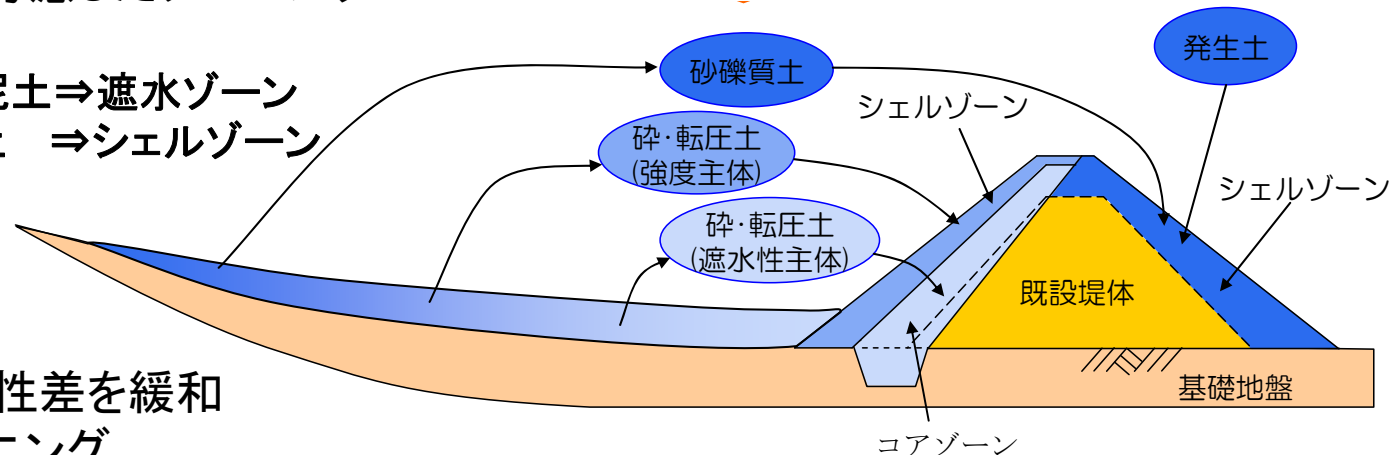 土⇒遮水ゾーン
⇒シェルゾーン
砂礫質土
発生土
シェルゾーン
砕・転圧土
(強度主体)
シェルゾーン
砕・転圧土
(遮水性主体)
既設堤体
基礎地盤
コアゾーン
性差を緩和